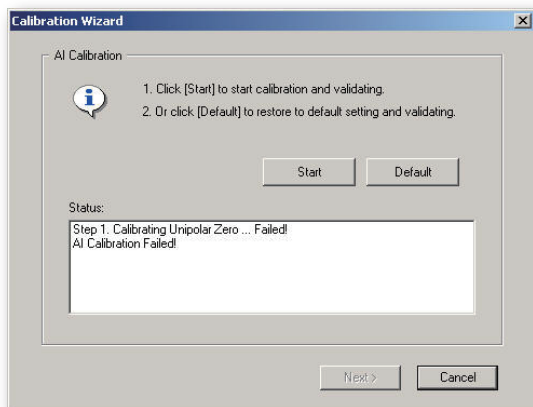 Calibration Wizard
AI Calibration
1. Click [Start] to start calibration and validating.
2. Or click [Default] to restore to default setting and validating.
Start Default
Status:
Step 1. Calibrating Unipolar Zero ... Failed!
AI Calibration Failed!
Next > Cancel